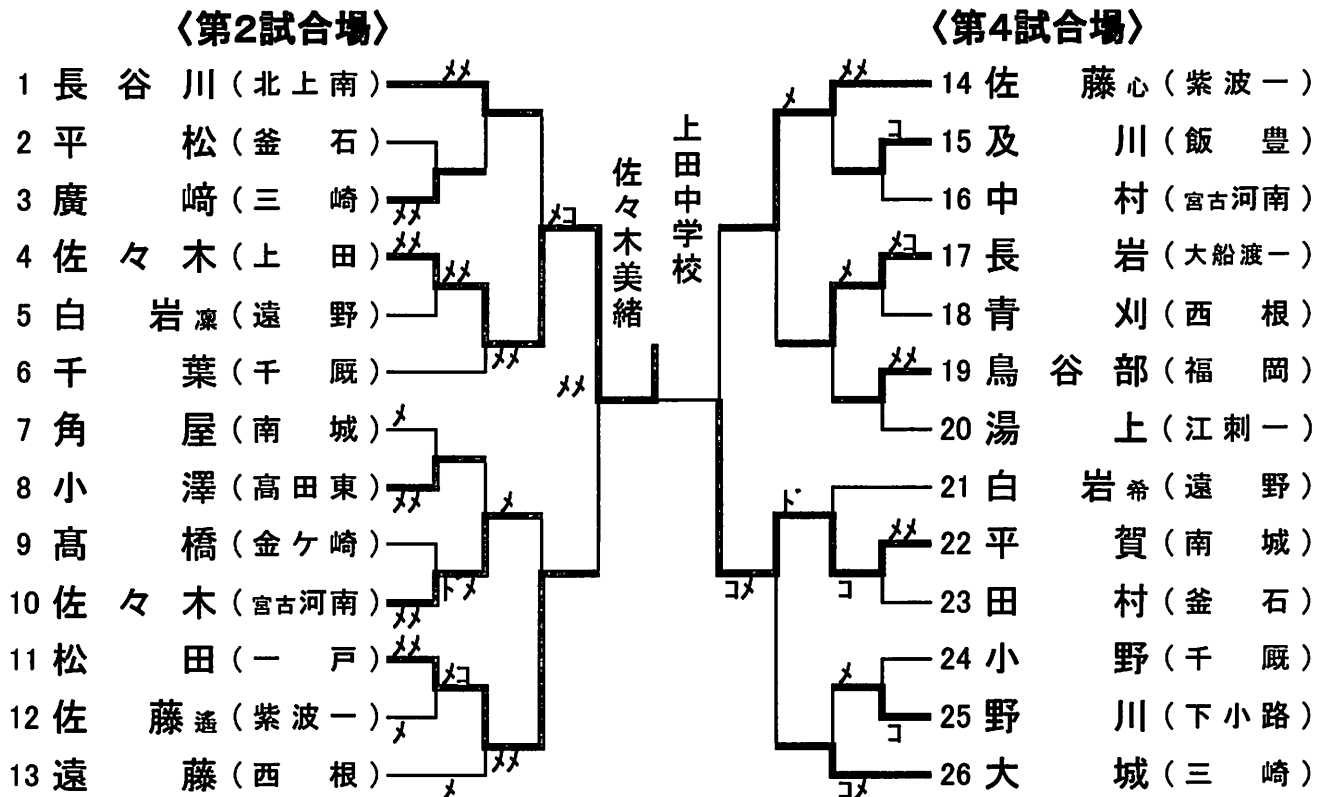 〈第2試合場〉
1 長谷川(北上南)
メメ
2 平松(釜石)
3 廣﨑(三崎)
メメ
メメ
4 佐々木(上田)
メメ
5 白岩凜(遠野)
6 千葉(千厩)
メメ
メコ
7 角屋(南城)
メ
8 小澤(高田東)
メメ
メ
9 髙橋(金ケ崎)
ドメ
10 佐々木(宮古河南)
メメ
メメ
11 松田(一戸)
メコ
12 佐藤遙(紫波一)
メ
13 遠藤(西根)
メ
メメ
メメ
佐々木美緒
上田中学校
〈第4試合場〉
メメ
14 佐藤心(紫波一)
メ
コ
15 及川(飯豊)
16 中村(宮古河南)
メコ
17 長岩(大船渡一)
メ
18 青刈(西根)
メメ
19 鳥谷部(福岡)
20 湯上(江刺一)
21 白岩希(遠野)
ド
メメ
22 平賀(南城)
コ
コメ
23 田村(釜石)
24 小野(千厩)
メ
25 野川(下小路)
コ
26 大城(三崎)
コメ